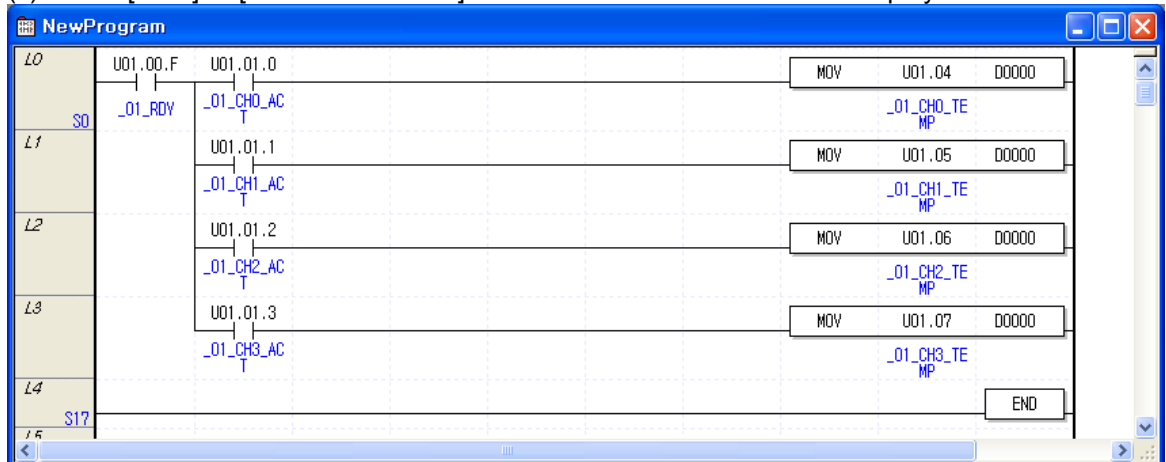 NewProgram
L0
U01.00.F U01.01.0 MOV U01.04 D0000
_01_RDY _01_CH0_AC
T
_01_CH0_TE
MP
S0
L1
U01.01.1 MOV U01.05 D0000
_01_CH1_AC
T
_01_CH1_TE
MP
L2
U01.01.2 MOV U01.06 D0000
_01_CH2_AC
T
_01_CH2_TE
MP
L3
U01.01.3 MOV U01.07 D0000
_01_CH3_AC
T
_01_CH3_TE
MP
L4
END
S17
L5